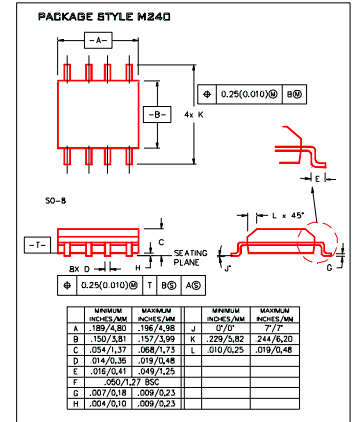 PACKAGE STYLE M240
-A-
-B-
4x K
⌖ 0.25(0.010)Ⓜ BⓂ
E
SO-8
-T-
C
SEATING
PLANE
8X D
H
L x 45°
J
G
⌖ 0.25(0.010)Ⓜ T BⓈ AⓈ
MINIMUM INCHES/MM MAXIMUM INCHES/MM MINIMUM INCHES/MM MAXIMUM INCHES/MM
A .189/4,80 .196/4,98 J 0°/0° 7°/7°
B .150/3,81 .157/3,99 K .229/5,82 .244/6,20
C .054/1,37 .068/1,73 L .010/0,25 .019/0,48
D .014/0,36 .019/0,48
E .016/0,41 .049/1,25
F .050/1,27 BSC
G .007/0,18 .009/0,23
H .004/0,10 .009/0,23